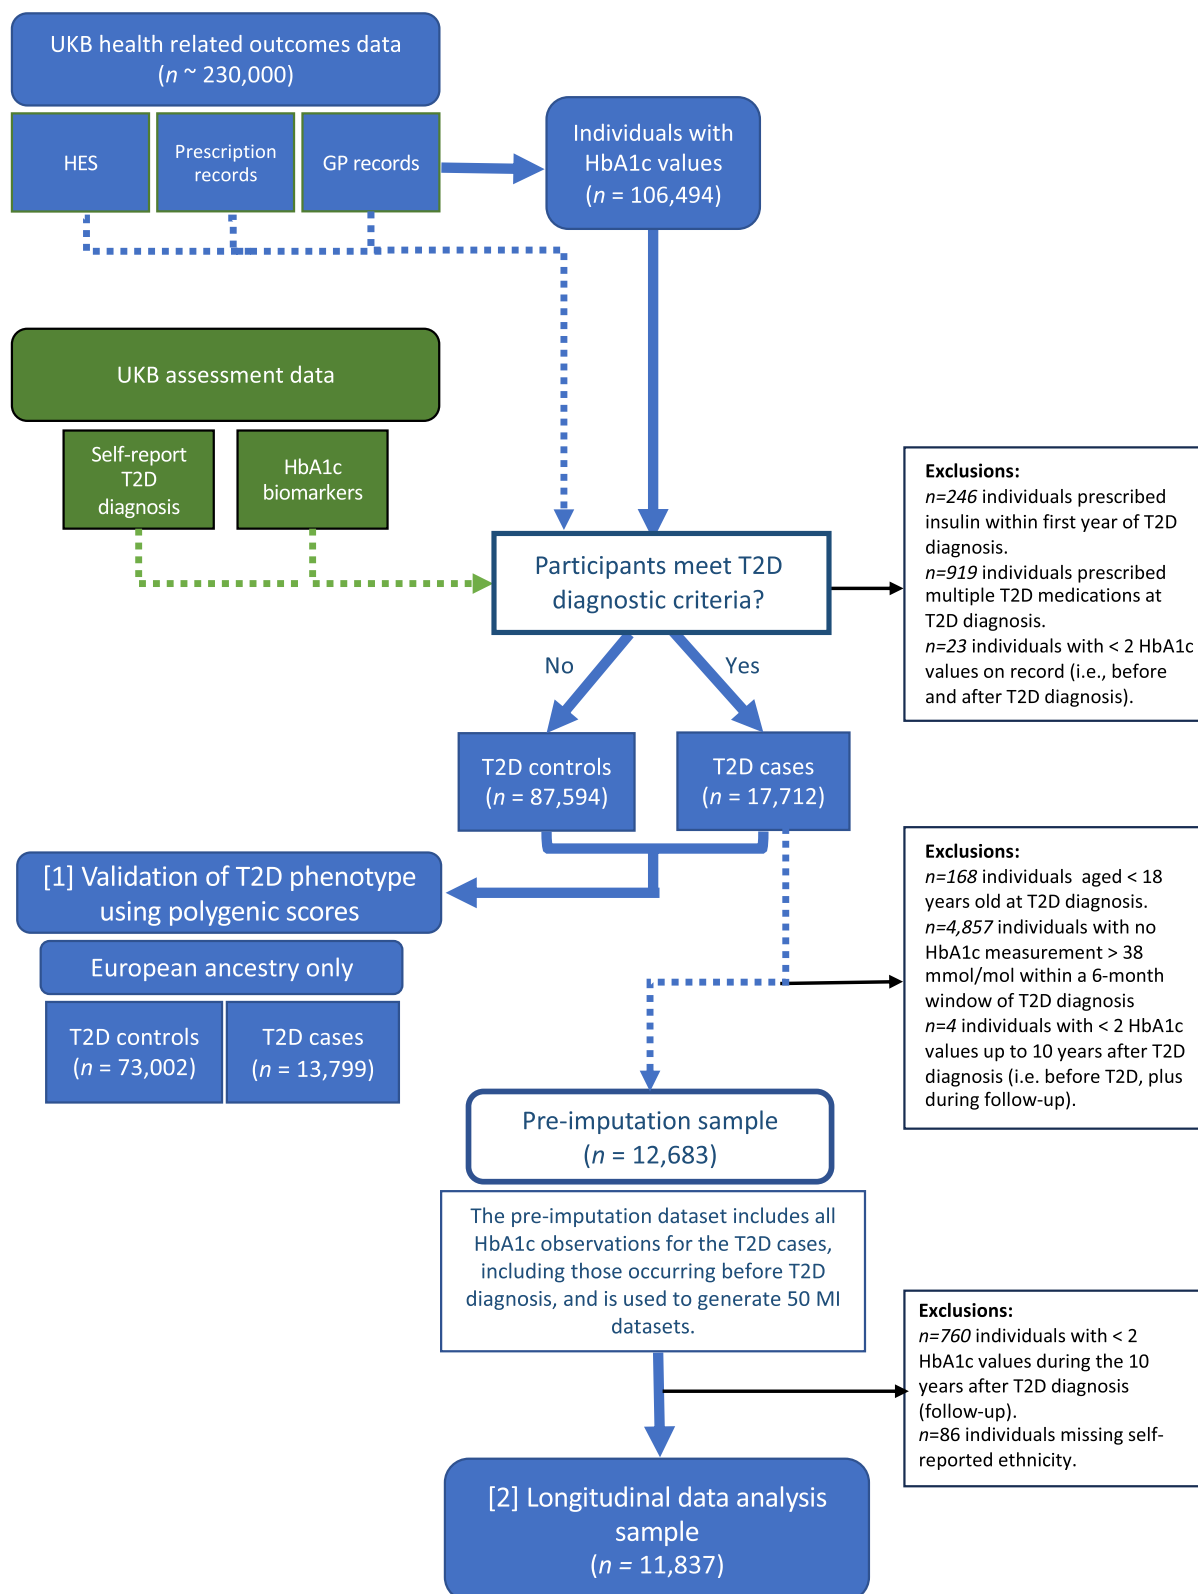 UKB health related outcomes data
(n ~ 230,000)
HES
Prescription
records
GP records
Individuals with
HbA1c values
(n = 106,494)
UKB assessment data
Self-report
T2D
diagnosis
HbA1c
biomarkers
Participants meet T2D
diagnostic criteria?
Exclusions:
n=246 individuals prescribed
insulin within first year of T2D
diagnosis.
n=919 individuals prescribed
multiple T2D medications at
T2D diagnosis.
n=23 individuals with < 2 HbA1c
values on record (i.e., before
and after T2D diagnosis).
No
Yes
T2D controls
(n = 87,594)
T2D cases
(n = 17,712)
[1] Validation of T2D phenotype
using polygenic scores
European ancestry only
T2D controls
(n = 73,002)
T2D cases
(n = 13,799)
Exclusions:
n=168 individuals aged < 18
years old at T2D diagnosis.
n=4,857 individuals with no
HbA1c measurement > 38
mmol/mol within a 6-month
window of T2D diagnosis
n=4 individuals with < 2 HbA1c
values up to 10 years after T2D
diagnosis (i.e. before T2D, plus
during follow-up).
Pre-imputation sample
(n = 12,683)
The pre-imputation dataset includes all
HbA1c observations for the T2D cases,
including those occurring before T2D
diagnosis, and is used to generate 50 MI
datasets.
Exclusions:
n=760 individuals with < 2
HbA1c values during the 10
years after T2D diagnosis
(follow-up).
n=86 individuals missing self-
reported ethnicity.
[2] Longitudinal data analysis
sample
(n = 11,837)